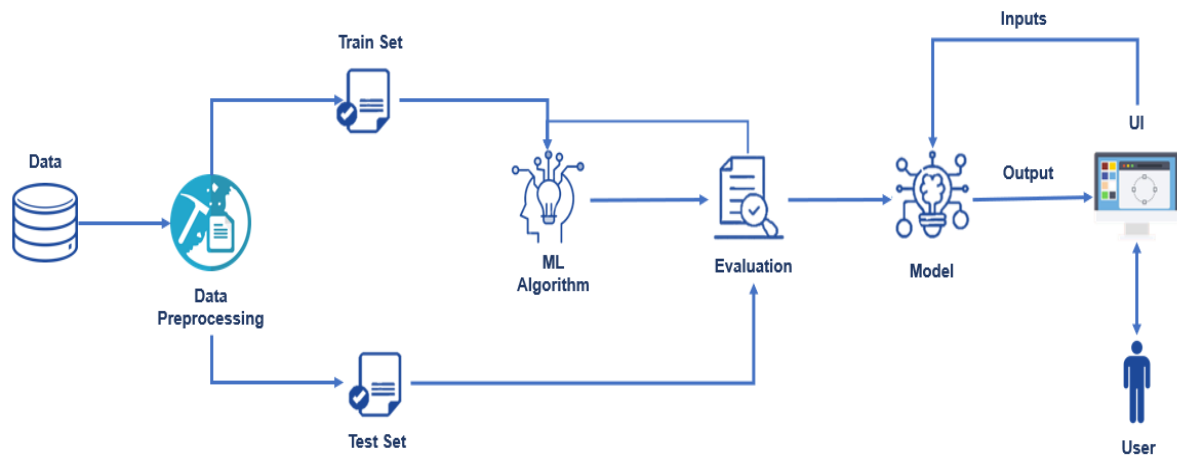 Inputs
Train Set
UI
Data
Output
ML
Algorithm
Evaluation
Model
Data
Preprocessing
Test Set
User